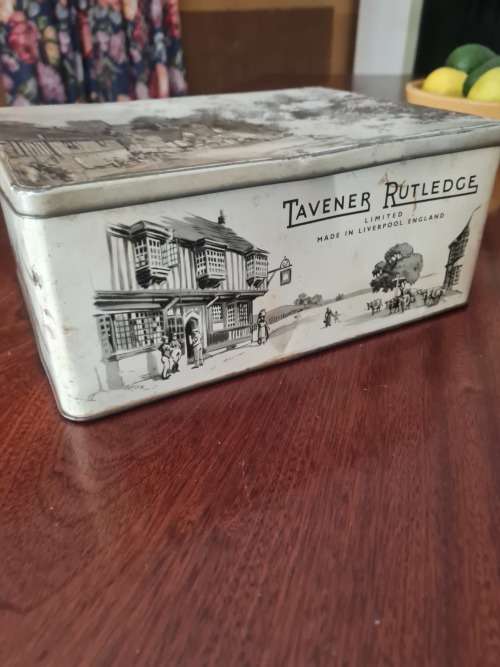 TAVENER RUTLEDGE
LIMITED
MADE IN LIVERPOOL ENGLAND